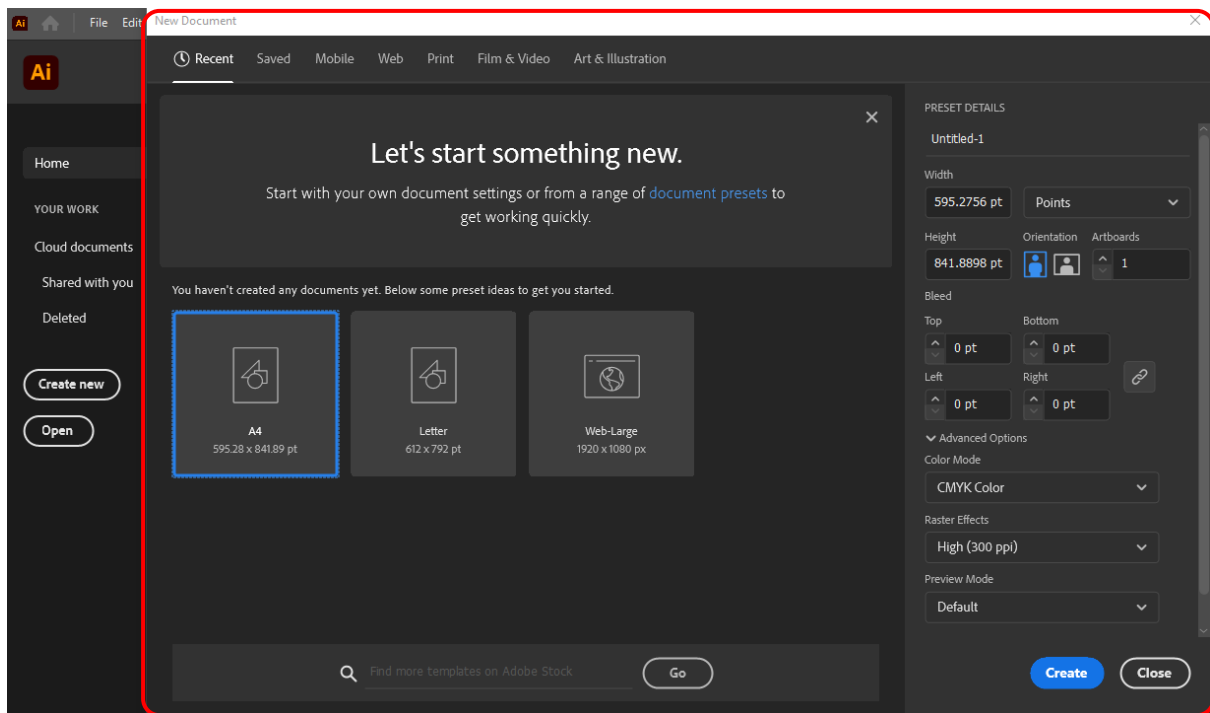 Ai File Edit
New Document
Ai
Recent Saved Mobile Web Print Film & Video Art & Illustration
Home
YOUR WORK
Cloud documents
Shared with you
Deleted
Create new
Open
Let's start something new.
Start with your own document settings or from a range of document presets to
get working quickly.
You haven't created any documents yet. Below some preset ideas to get you started.
A4
595.28 x 841.89 pt
Letter
612 x 792 pt
Web-Large
1920 x 1080 px
Find more templates on Adobe Stock
Go
PRESET DETAILS
Untitled-1
Width
595.2756 pt Points
Height Orientation Artboards
841.8898 pt 1
Bleed
Top Bottom
0 pt 0 pt
Left Right
0 pt 0 pt
Advanced Options
Color Mode
CMYK Color
Raster Effects
High (300 ppi)
Preview Mode
Default
Create Close